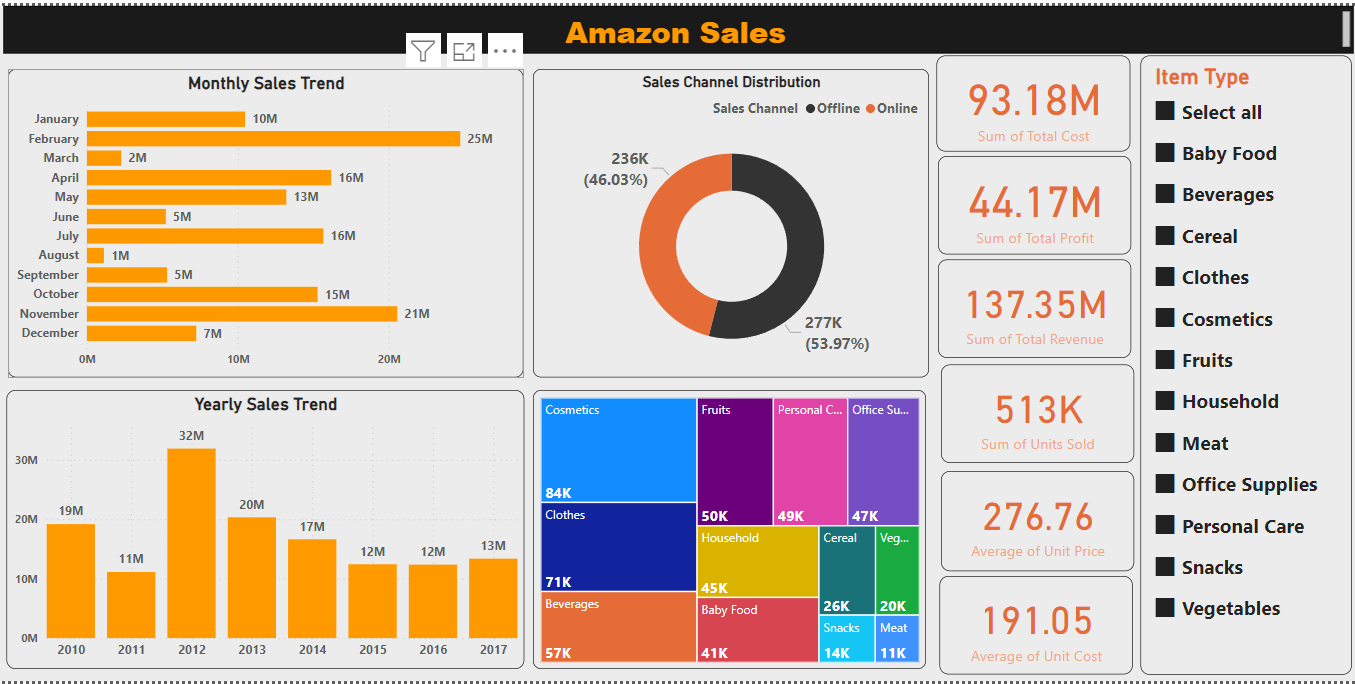 Amazon Sales
Monthly Sales Trend
January 10M
February 25M
March 2M
April 16M
May 13M
June 5M
July 16M
August 1M
September 5M
October 15M
November 21M
December 7M
0M 10M 20M
Sales Channel Distribution
Sales Channel Offline Online
236K
(46.03%)
277K
(53.97%)
93.18M
Sum of Total Cost
44.17M
Sum of Total Profit
137.35M
Sum of Total Revenue
513K
Sum of Units Sold
276.76
Average of Unit Price
191.05
Average of Unit Cost
Item Type
Select all
Baby Food
Beverages
Cereal
Clothes
Cosmetics
Fruits
Household
Meat
Office Supplies
Personal Care
Snacks
Vegetables
Yearly Sales Trend
30M
20M
10M
0M
19M
11M
32M
20M
17M
12M
12M
13M
2010 2011 2012 2013 2014 2015 2016 2017
Cosmetics
84K
Clothes
71K
Beverages
57K
Fruits
50K
Personal C...
49K
Office Su...
47K
Household
45K
Baby Food
41K
Cereal
26K
Veg...
20K
Snacks
14K
Meat
11K